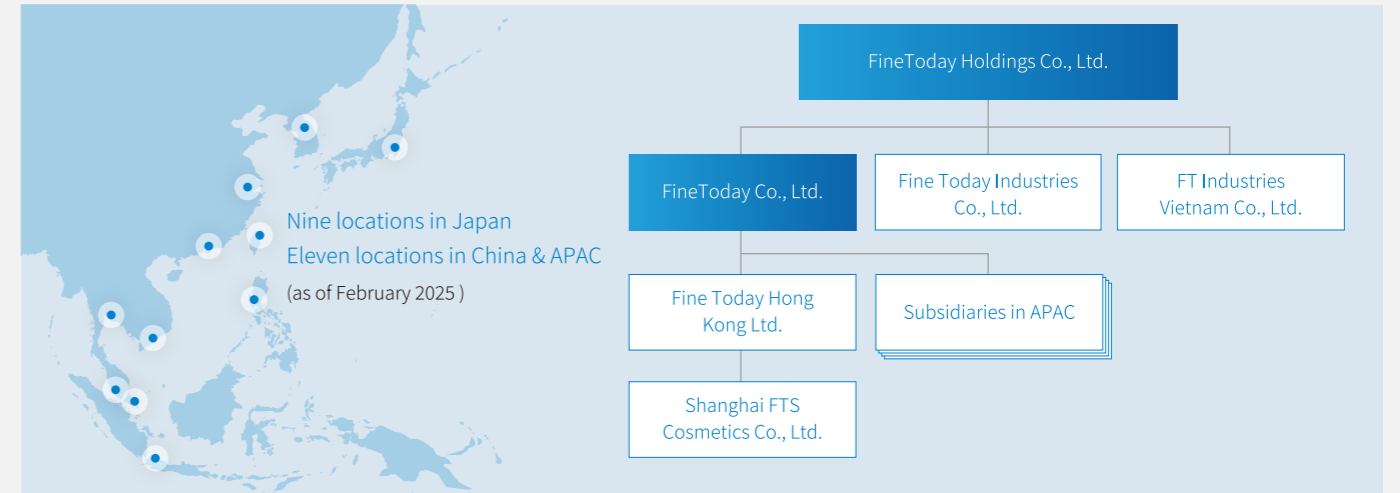 Nine locations in Japan
Eleven locations in China & APAC
(as of February 2025 )
FineToday Holdings Co., Ltd.
FineToday Co., Ltd.
Fine Today Industries
Co., Ltd.
FT Industries
Vietnam Co., Ltd.
Fine Today Hong
Kong Ltd.
Subsidiaries in APAC
Shanghai FTS
Cosmetics Co., Ltd.